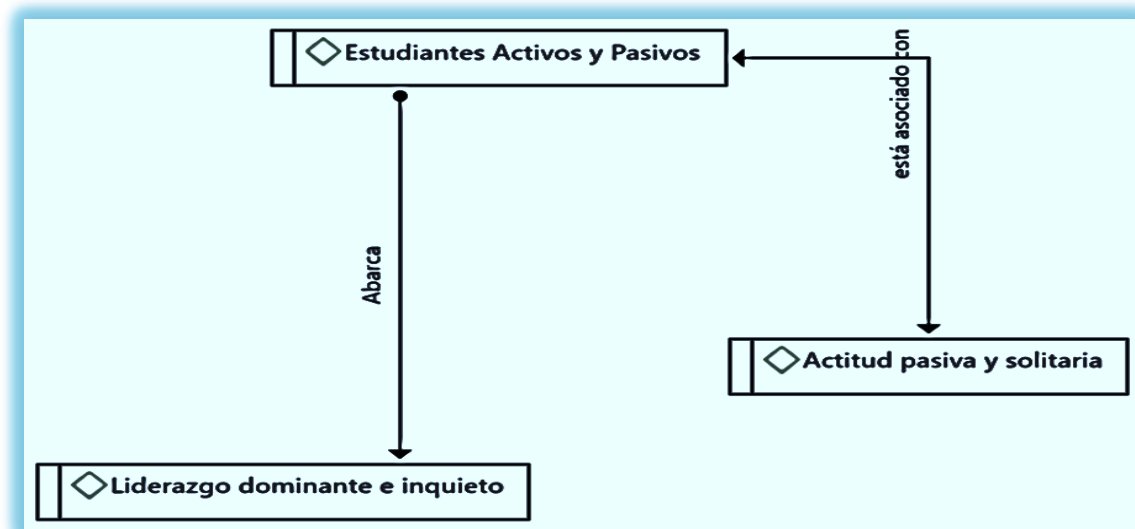 Estudiantes Activos y Pasivos
está asociado con
Abarca
Actitud pasiva y solitaria
Liderazgo dominante e inquieto